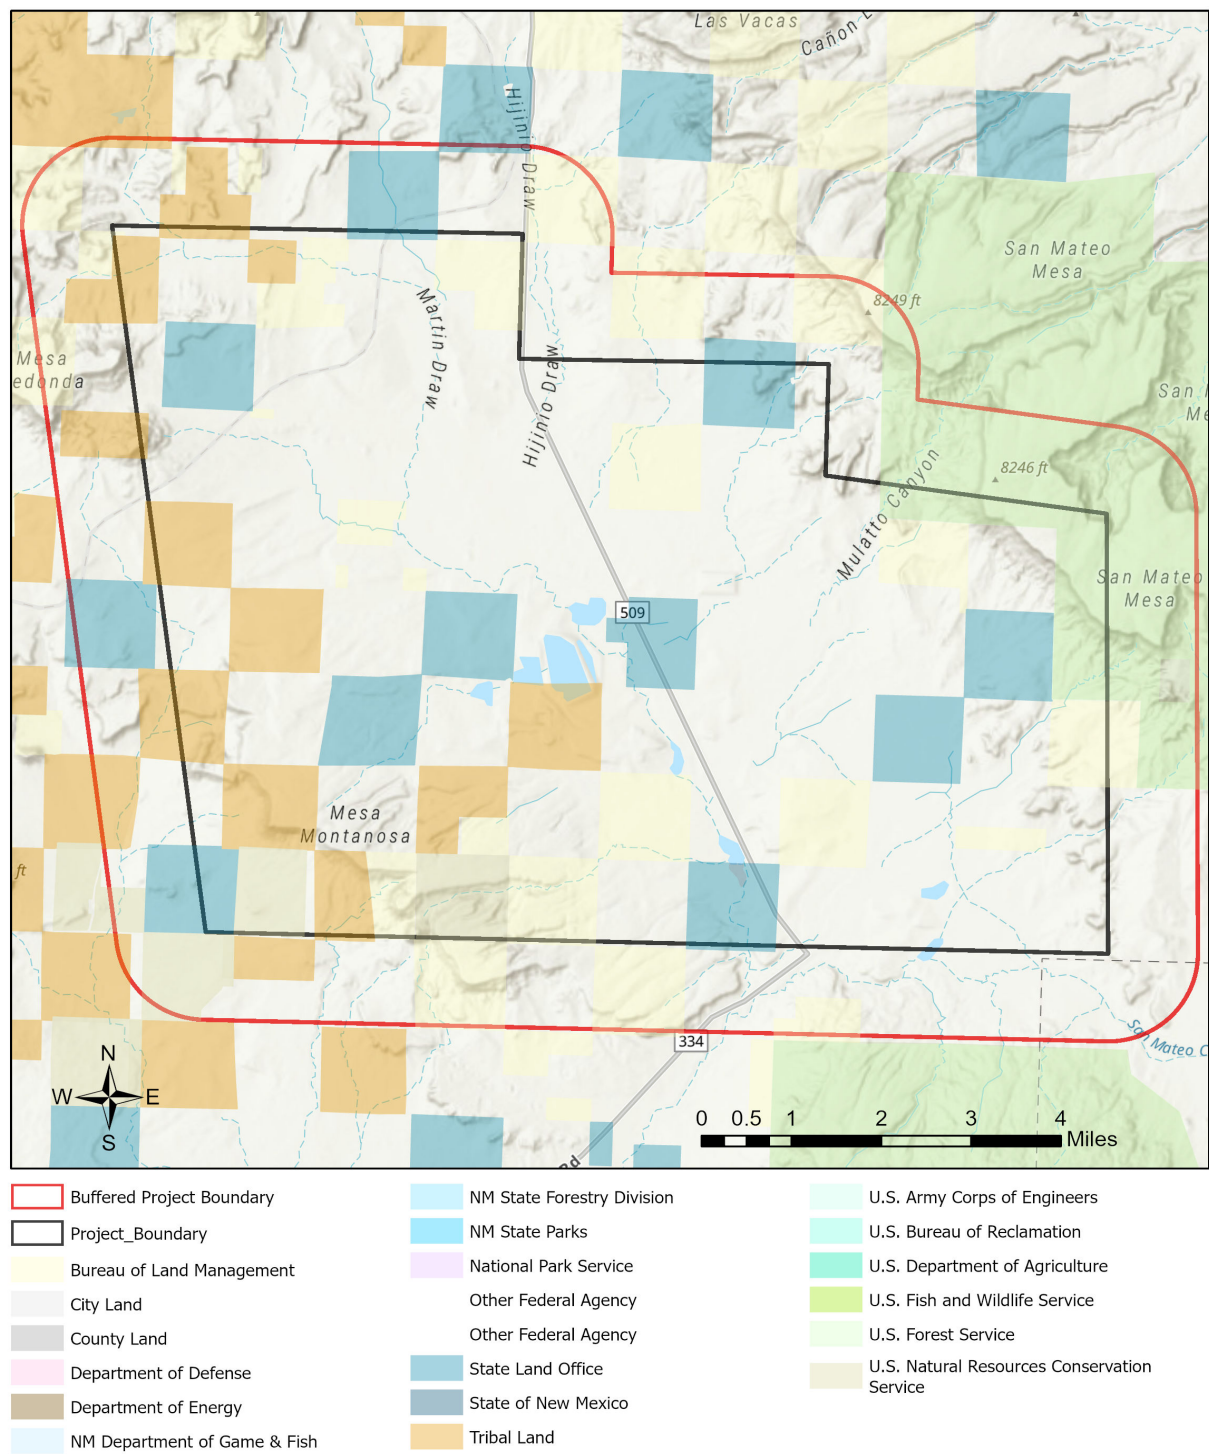 Las Vacas
Cañon L
Hijinio Draw
San Mateo
Mesa
8249 ft
Martin Draw
Mesa
edonda
Hijinio Draw
San M
Me
8246 ft
Mulatto Canyon
San Mateo
Mesa
509
Mesa
Montanosa
ft
334
San Mateo C
Rd
N
W E
S
0 0.5 1 2 3 4
Miles
Buffered Project Boundary
Project_Boundary
Bureau of Land Management
City Land
County Land
Department of Defense
Department of Energy
NM Department of Game & Fish
NM State Forestry Division
NM State Parks
National Park Service
Other Federal Agency
Other Federal Agency
State Land Office
State of New Mexico
Tribal Land
U.S. Army Corps of Engineers
U.S. Bureau of Reclamation
U.S. Department of Agriculture
U.S. Fish and Wildlife Service
U.S. Forest Service
U.S. Natural Resources Conservation
Service